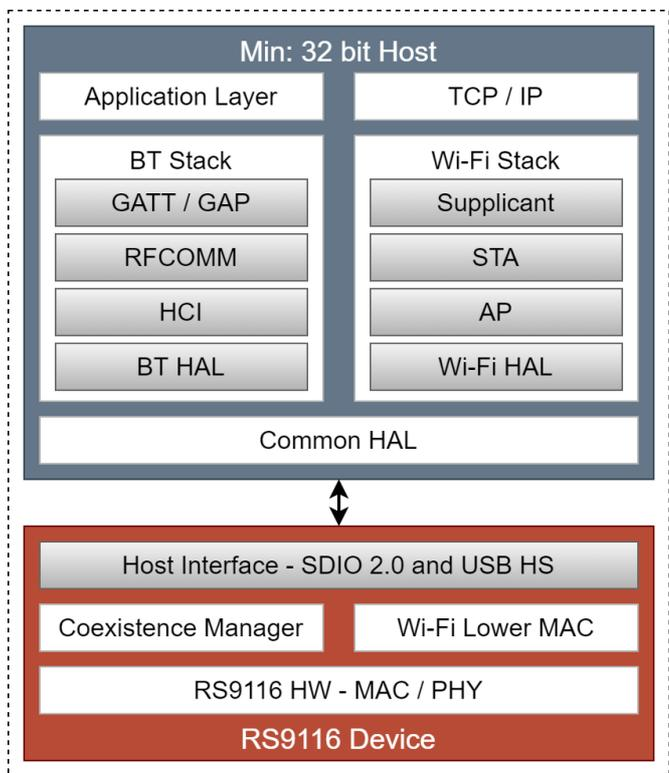 Min: 32 bit Host
Application Layer
TCP / IP
BT Stack
GATT / GAP
RFCOMM
HCI
BT HAL
Wi-Fi Stack
Supplicant
STA
AP
Wi-Fi HAL
Common HAL
Host Interface - SDIO 2.0 and USB HS
Coexistence Manager
Wi-Fi Lower MAC
RS9116 HW - MAC / PHY
RS9116 Device